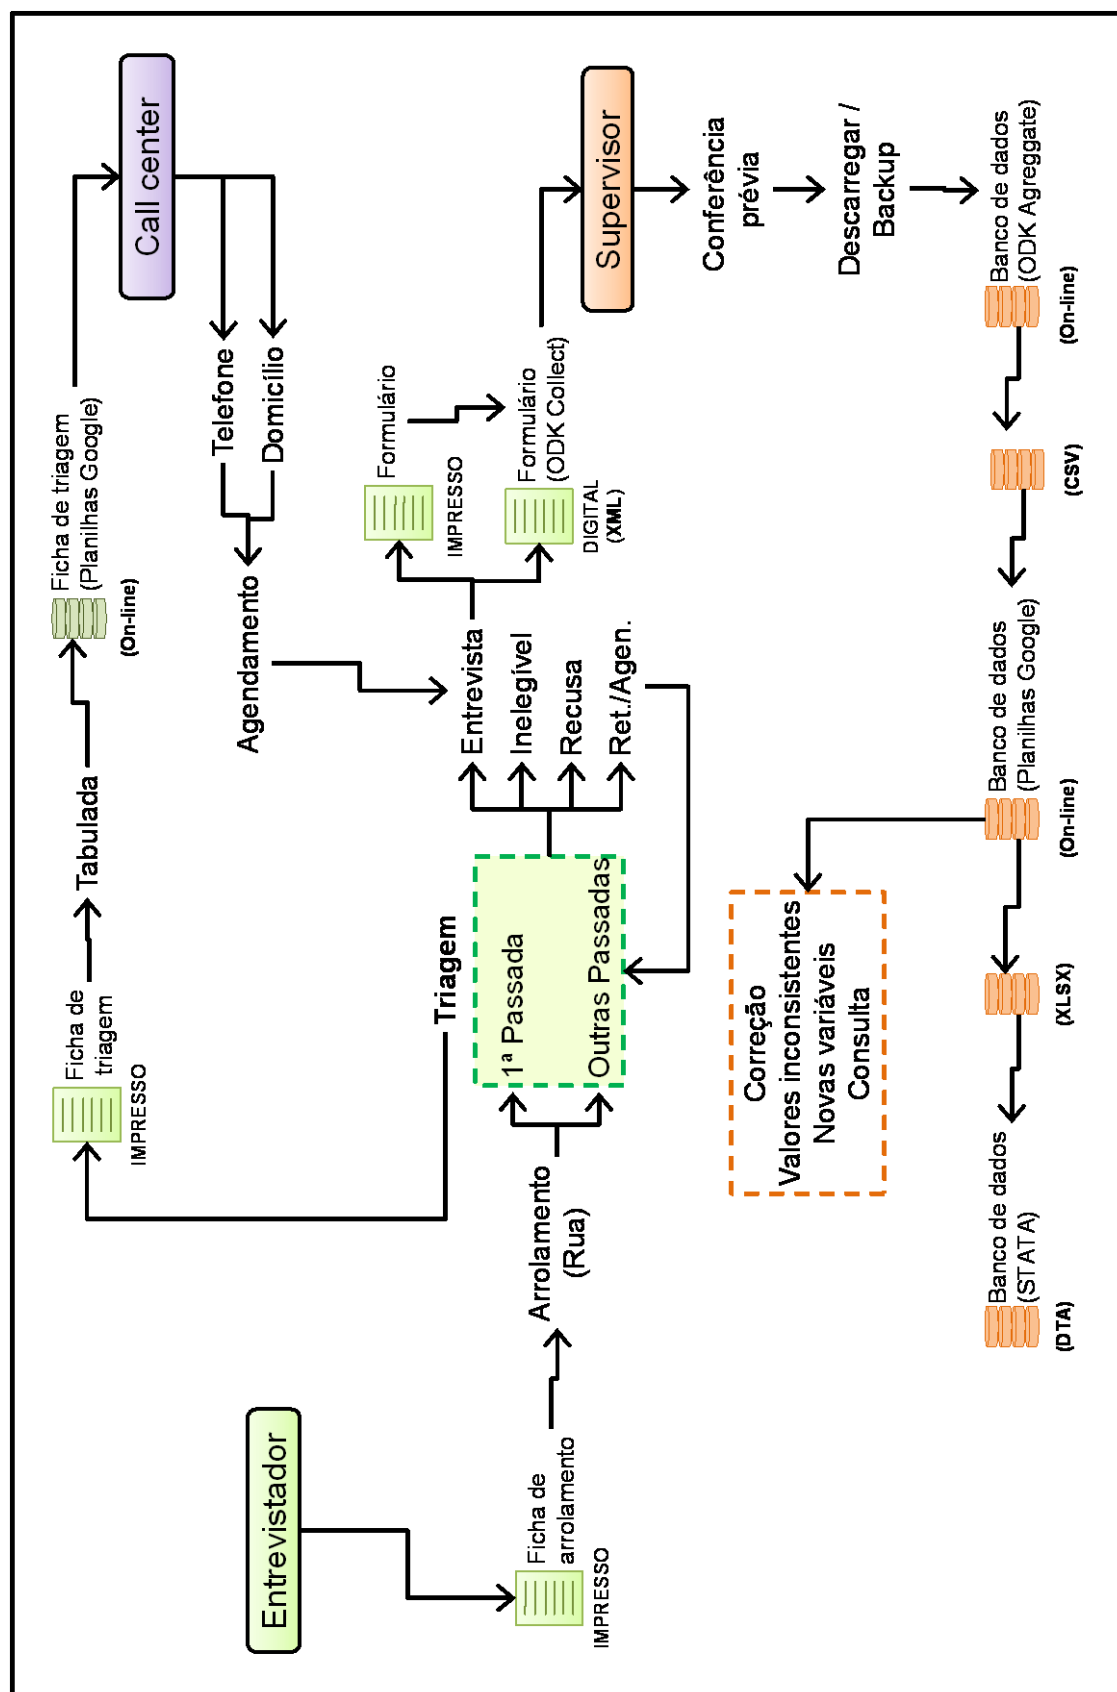 Entrevistador
Ficha de
arrolamento
IMPRESSO
Arrolamento
(Rua)
Triagem
1ª Passada
Outras Passadas
Ficha de
triagem
IMPRESSO
Tabulada
Ficha de triagem
(Planilhas Google)
(On-line)
Call center
Telefone
Domicílio
Agendamento
Entrevista
Inelegível
Recusa
Ret./Agen.
Formulário
IMPRESSO
Formulário
(ODK Collect)
DIGITAL
(XML)
Supervisor
Conferência
prévia
Descarregar /
Backup
Banco de dados
(ODK Agreggate)
(On-line)
(CSV)
Banco de dados
(Planilhas Google)
(On-line)
Correção
Valores inconsistentes
Novas variáveis
Consulta
(XLSX)
Banco de dados
(STATA)
(DTA)